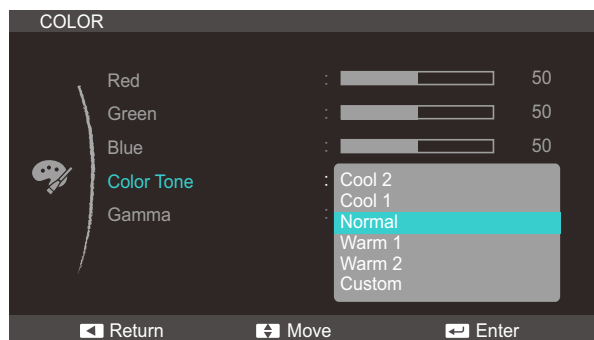 COLOR
Red : 50
Green : 50
Blue : 50
Color Tone : Cool 2
Cool 1
Gamma : Normal
Warm 1
Warm 2
Custom
Return Move Enter